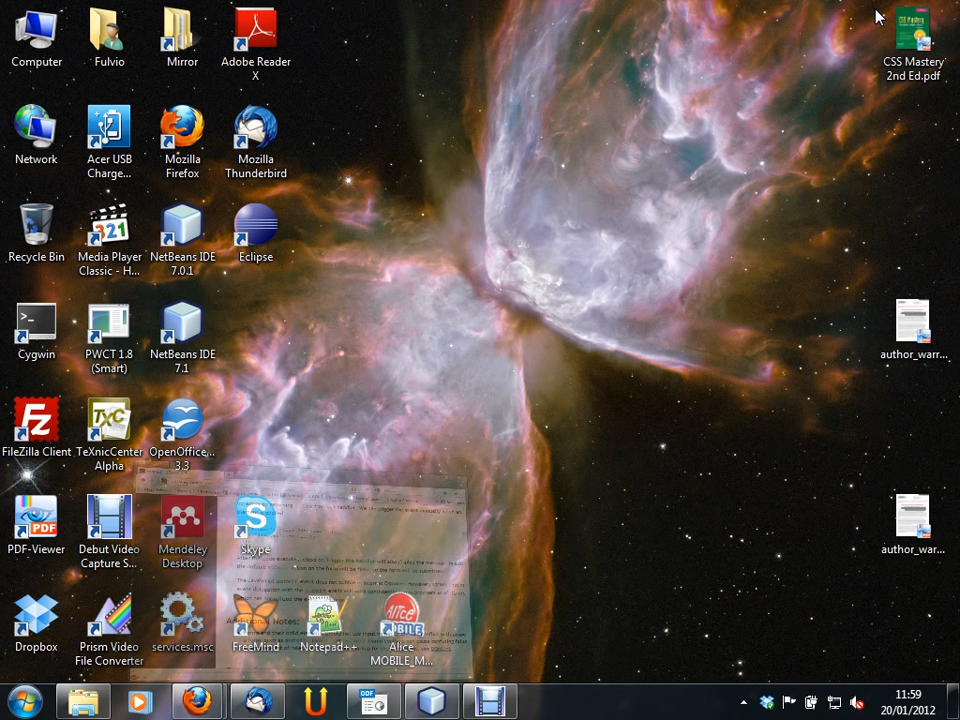 Computer
Fulvio
Mirror
Adobe Reader
X
CSS Mastery
2nd Ed.pdf
Network
Acer USB
Charge...
Mozilla
Firefox
Mozilla
Thunderbird
Recycle Bin
Media Player
Classic - H...
NetBeans IDE
7.0.1
Eclipse
Cygwin
PWCT 1.8
(Smart)
NetBeans IDE
7.1
author_warr...
FileZilla Client
TeXnicCenter
Alpha
OpenOffice....
3.3
PDF-Viewer
Debut Video
Capture S...
Mendeley
Desktop
Skype
author_war...
Additional Notes:
Dropbox
Prism Video
File Converter
services.msc
FreeMind
Notepad++
Alice
MOBILE_M...
11:59
20/01/2012